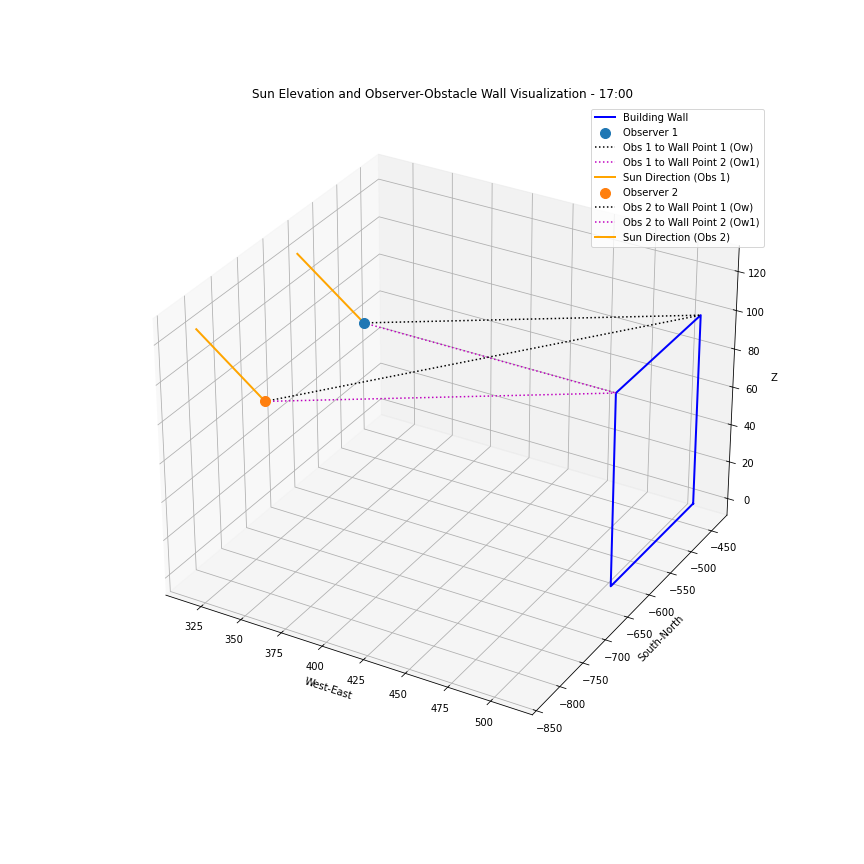 Sun Elevation and Observer-Obstacle Wall Visualization - 17:00
Building Wall
Observer 1
Obs 1 to Wall Point 1 (Ow)
Obs 1 to Wall Point 2 (Ow1)
Sun Direction (Obs 1)
Observer 2
Obs 2 to Wall Point 1 (Ow)
Obs 2 to Wall Point 2 (Ow1)
Sun Direction (Obs 2)
120
100
80
60
40
20
0
Z
−450
−500
−550
−600
−650
−700
−750
−800
−850
South-North
325
350
375
400
425
450
475
500
West-East